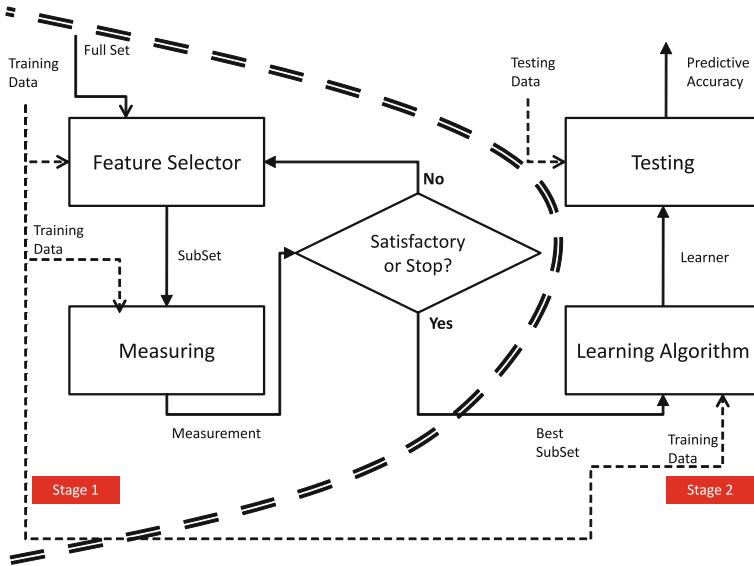 Full Set
Training
Data
Testing
Data
Predictive
Accuracy
Feature Selector
Testing
No
Training
Data
SubSet
Satisfactory
or Stop?
Learner
Yes
Measuring
Learning Algorithm
Measurement
Best
SubSet
Training
Data
Stage 1
Stage 2